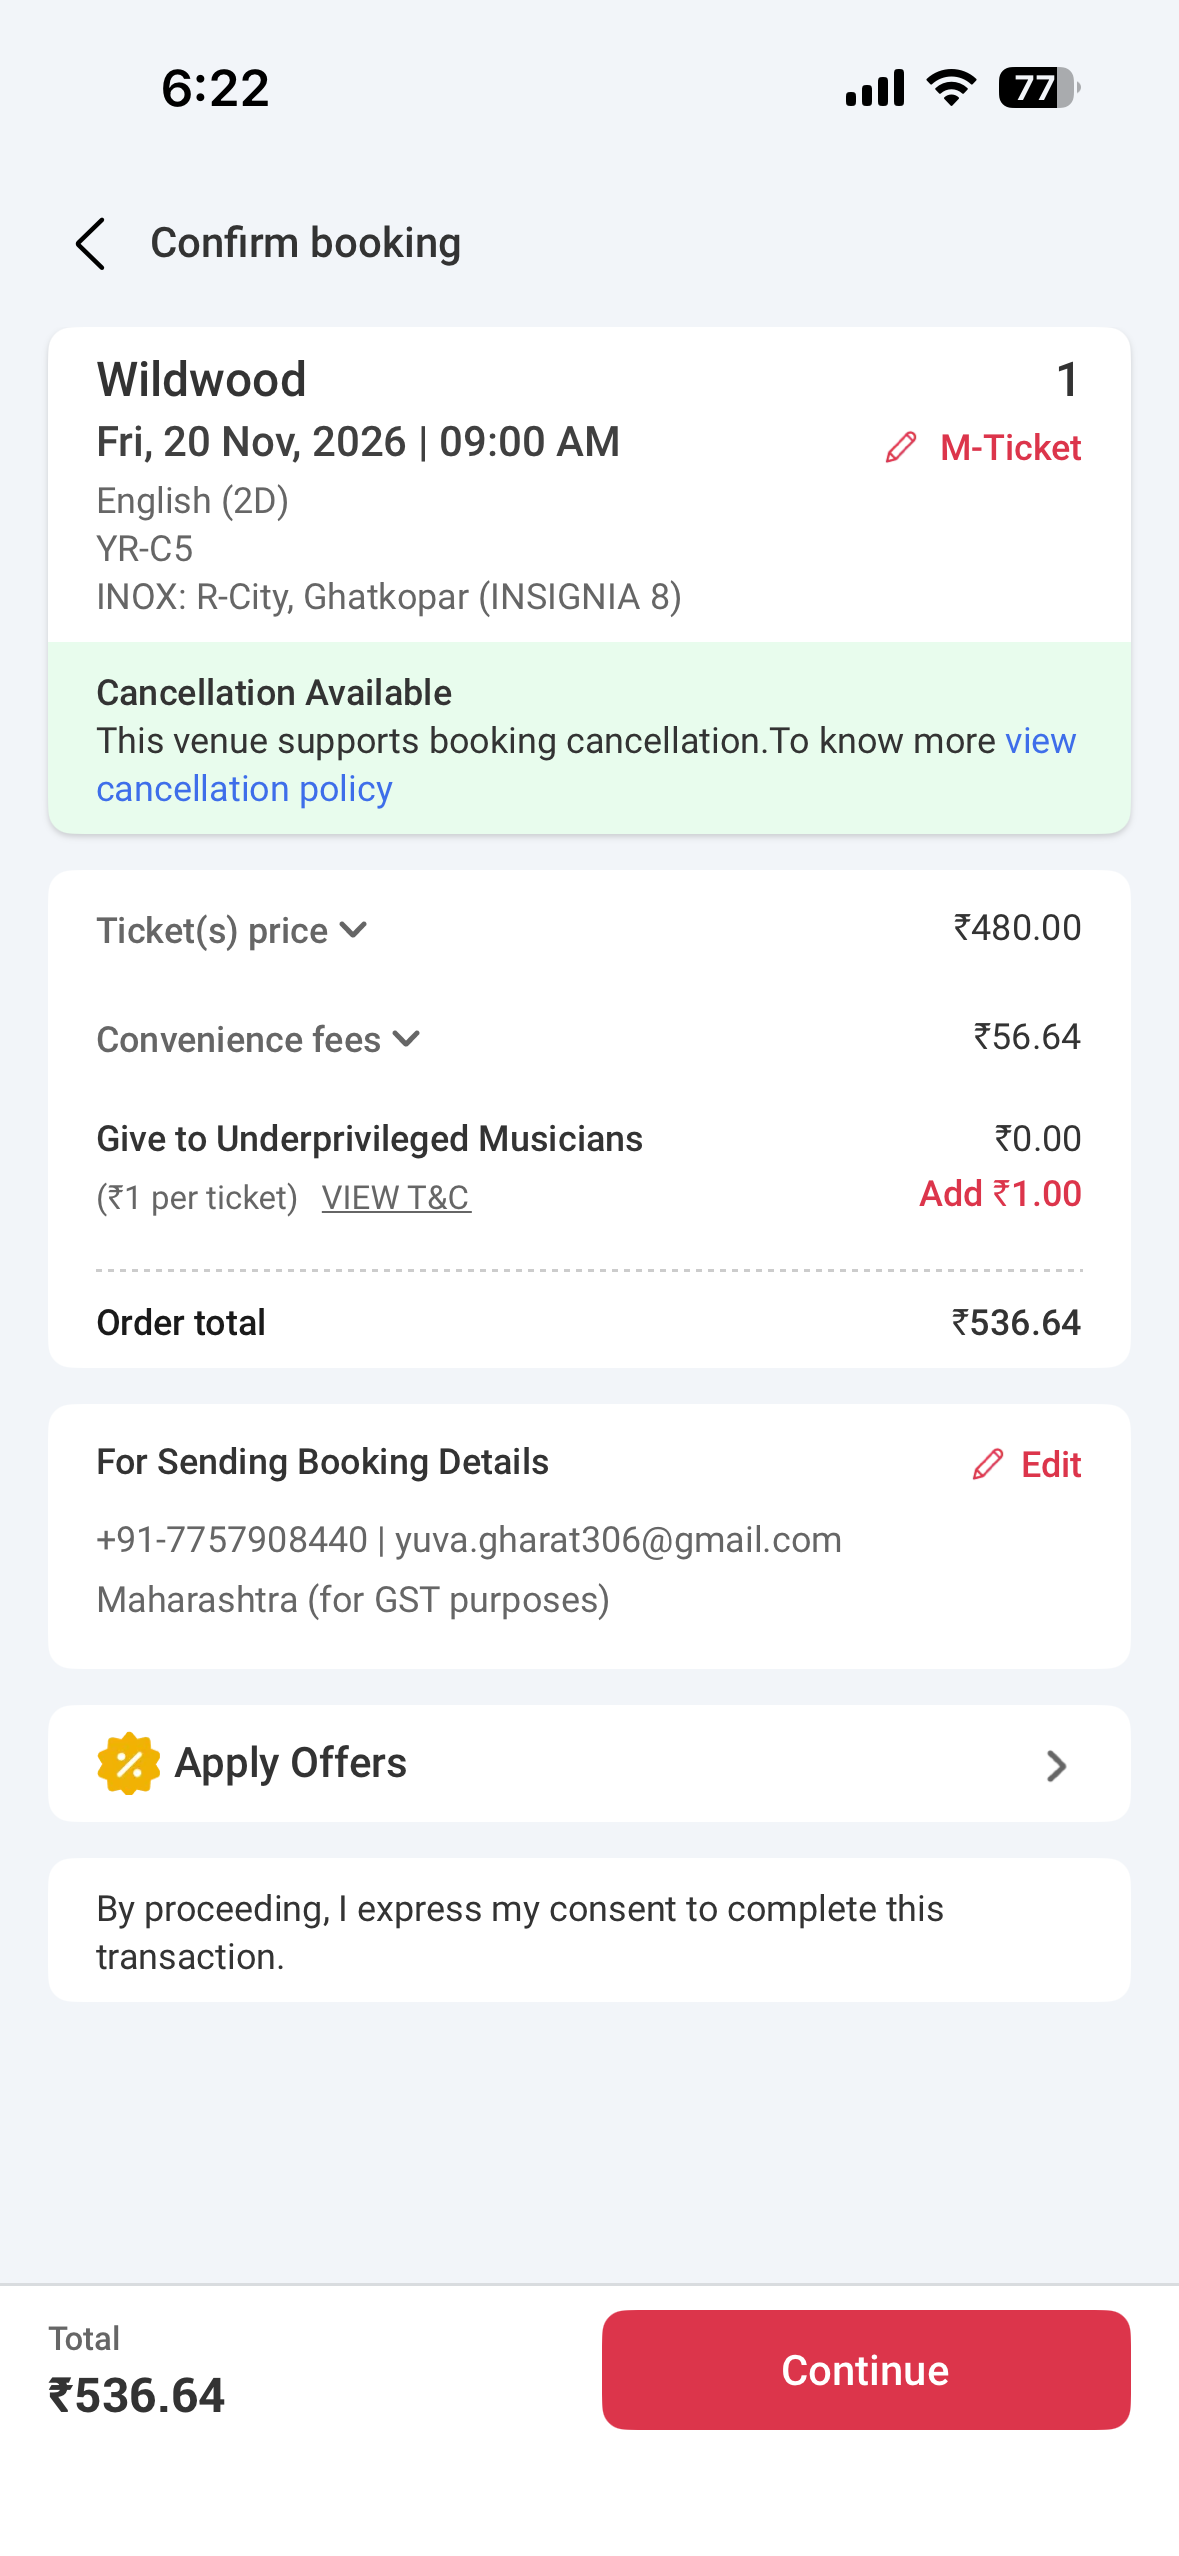 6:22
77
Confirm booking
Wildwood
1
Fri, 20 Nov, 2026 | 09:00 AM
M-Ticket
English (2D)
YR-C5
INOX: R-City, Ghatkopar (INSIGNIA 8)
Cancellation Available
This venue supports booking cancellation.To know more view
cancellation policy
Ticket(s) price
₹480.00
Convenience fees
₹56.64
Give to Underprivileged Musicians
₹0.00
(₹1 per ticket) VIEW T&C
Add ₹1.00
Order total
₹536.64
For Sending Booking Details
Edit
+91-7757908440 | yuva.gharat306@gmail.com
Maharashtra (for GST purposes)
Apply Offers
By proceeding, I express my consent to complete this
transaction.
Total
₹536.64
Continue